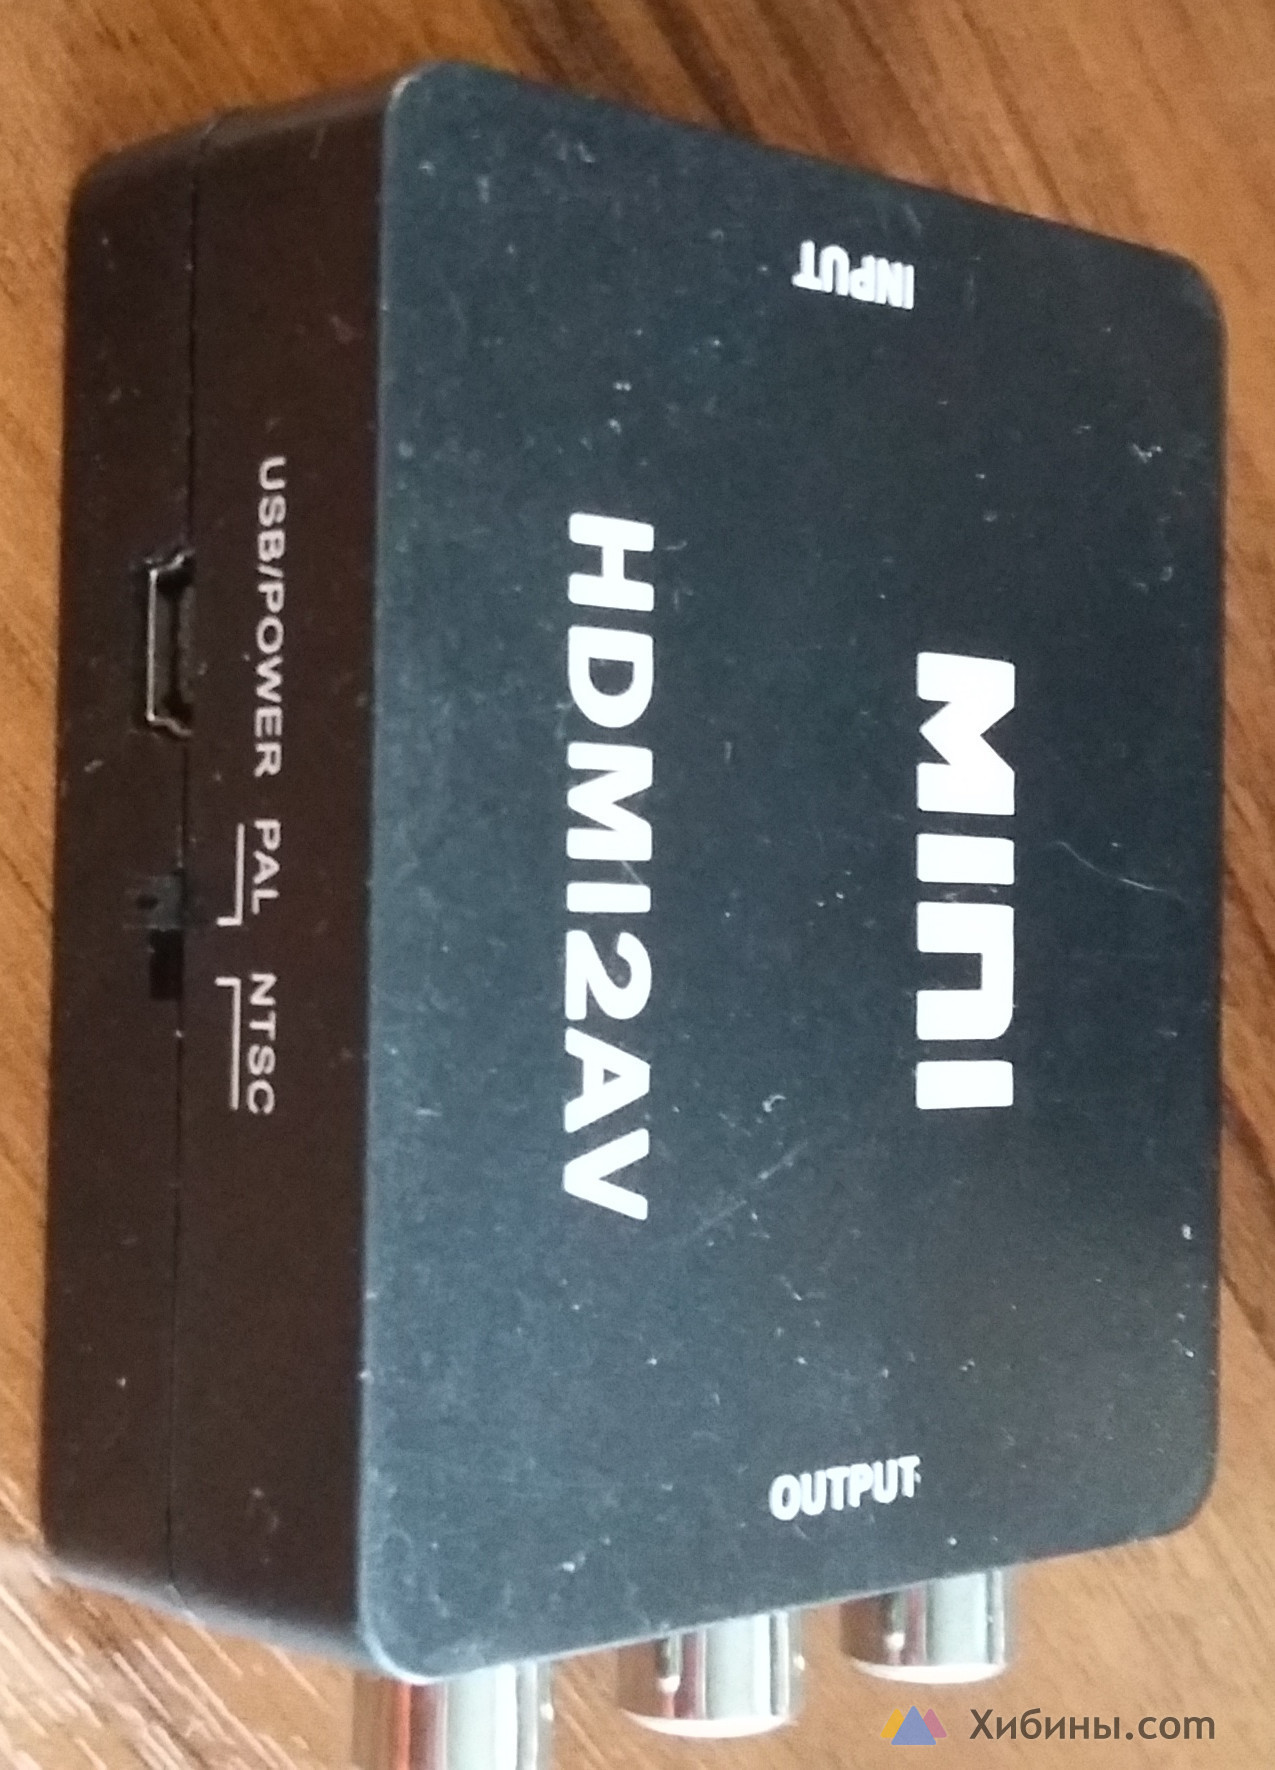 MINI
HDMI2AV
INPUT
OUTPUT
USB/POWER PAL NTSC
Хибины.com